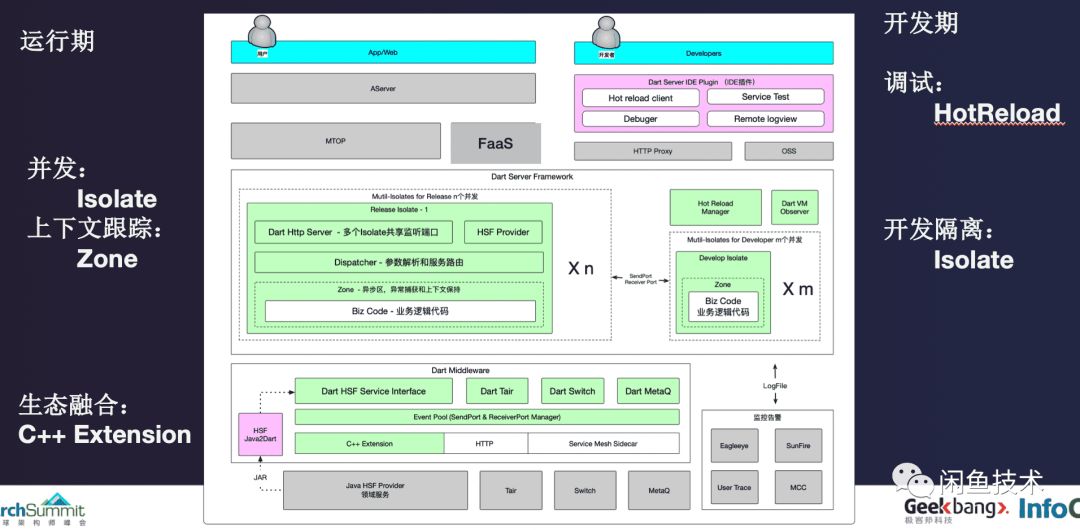 运行期
并发：
Isolate
上下文跟踪：
Zone
生态融合：
C++ Extension
用户
App/Web
开发者
Developers
AServer
Dart Server IDE Plugin （IDE插件）
Hot reload client
Service Test
Debuger
Remote logview
MTOP
FaaS
HTTP Proxy
OSS
Dart Server Framework
Mutil-Isolates for Release n个并发
Release Isolate - 1
Dart Http Server - 多个Isolate共享监听端口
HSF Provider
Dispatcher - 参数解析和服务路由
Zone - 异步区，异常捕获和上下文保持
Biz Code - 业务逻辑代码
X n
SendPort
Receiver Port
Hot Reload
Manager
Dart VM
Observer
Mutil-Isolates for Developer m个并发
Develop Isolate
Zone
Biz Code
业务逻辑代码
X m
Dart Middleware
Dart HSF Service Interface
Dart Tair
Dart Switch
Dart MetaQ
Event Pool (SendPort & ReceiverPort Manager)
C++ Extension
HTTP
Service Mesh Sidecar
HSF
Java2Dart
JAR
Java HSF Provider
领域服务
Tair
Switch
MetaQ
LogFile
监控告警
Eagleeye
SunFire
User Trace
MCC
开发期
调试：
HotReload
开发隔离：
Isolate
rchSummit
球架构师峰会
闲鱼技术
Geekbang>.
极客邦科技
InfoQ